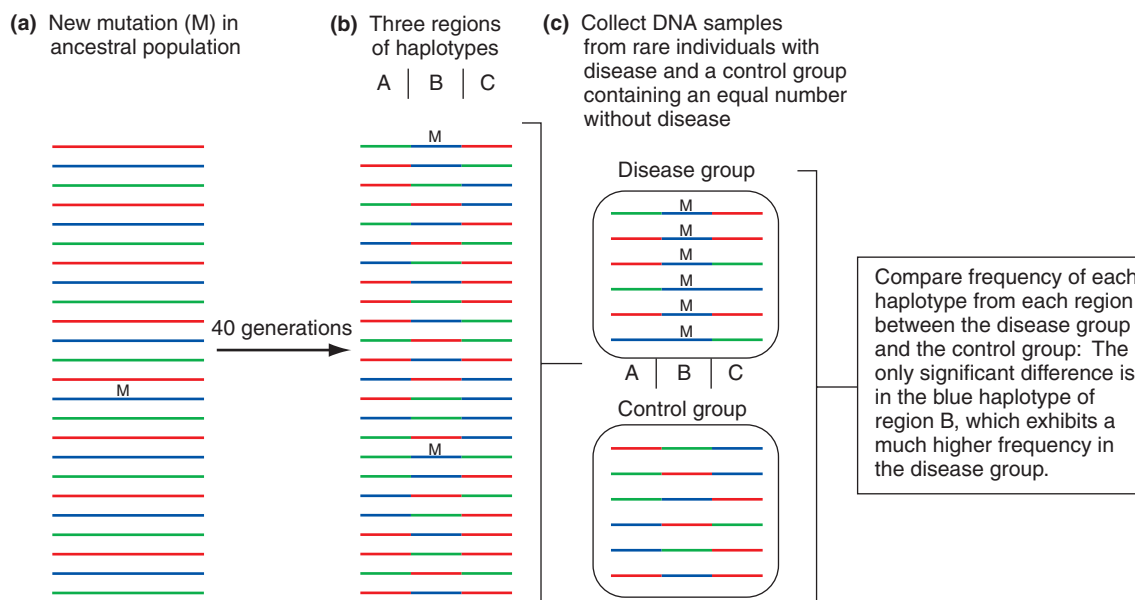 (a) New mutation (M) in
ancestral population
(b) Three regions
of haplotypes
A B C
(c) Collect DNA samples
from rare individuals with
disease and a control group
containing an equal number
without disease
M
40 generations
M
M
Disease group
M
M
M
M
M
M
A B C
Control group
Compare frequency of each
haplotype from each region
between the disease group
and the control group: The
only significant difference is
in the blue haplotype of
region B, which exhibits a
much higher frequency in
the disease group.